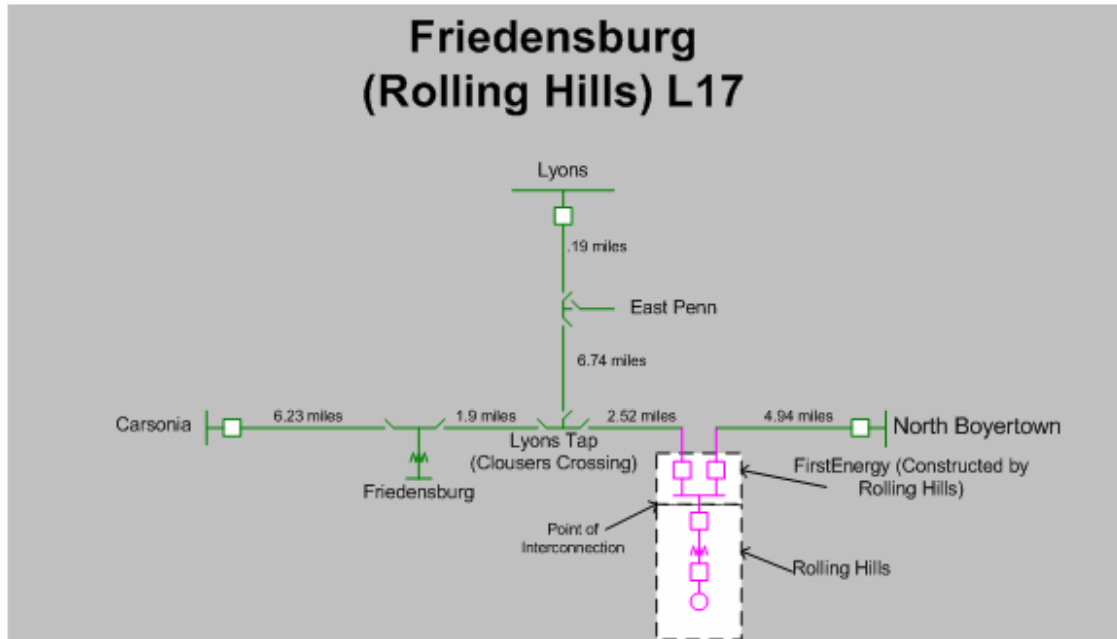 Friedensburg
(Rolling Hills) L17
Lyons
.19 miles
East Penn
6.74 miles
Carsonia
6.23 miles
1.9 miles
2.52 miles
4.94 miles
North Boyertown
Lyons Tap
(Clousers Crossing)
Friedensburg
FirstEnergy (Constructed by
Rolling Hills)
Point of
Interconnection
Rolling Hills